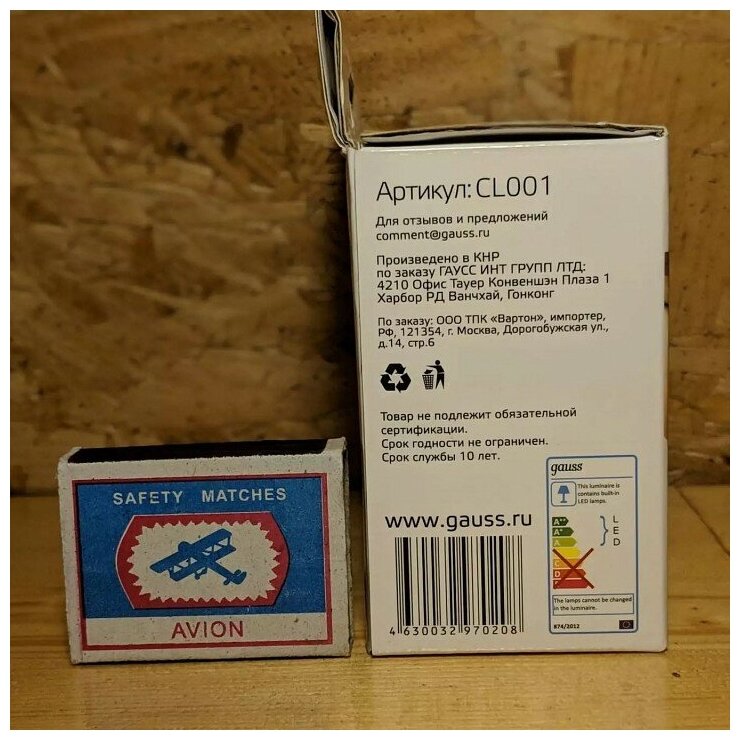 Артикул: CL001
Для отзывов и предложений
comment@gauss.ru
Произведено в КНР
по заказу ГАУСС ИНТ ГРУПП ЛТД:
4210 Офис Тауер Конвеншэн Плаза 1
Харбор РД Ванчхай, Гонконг
По заказу: ООО ТПК «Вартон», импортер,
РФ, 121354, г. Москва, Дорогобужская ул.,
д.14, стр.6
Товар не подлежит обязательной
сертификации.
Срок годности не ограничен.
Срок службы 10 лет.
www.gauss.ru
4630032970208
gauss
This luminaire is
contains built-in
LED lamps.
A++
A+
A
B
C
D
E
LED
The lamps cannot be changed
in the luminaire.
874/2012
SAFETY MATCHES
AVION